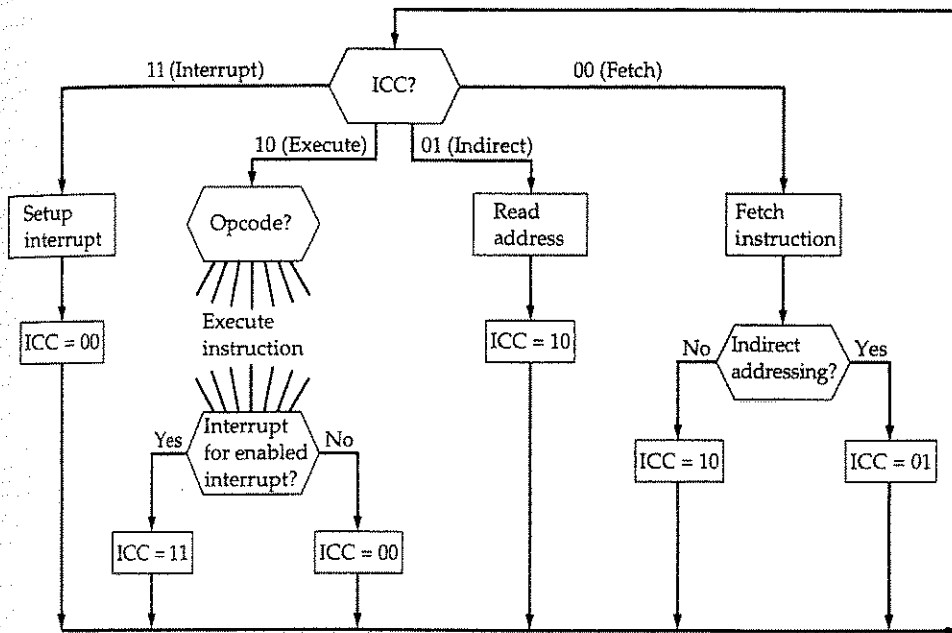 ICC?
11 (Interrupt)
00 (Fetch)
10 (Execute)
01 (Indirect)
Setup
interrupt
Opcode?
Read
address
Fetch
instruction
ICC = 00
Execute
instruction
ICC = 10
No
Indirect
addressing?
Yes
Yes
Interrupt
for enabled
interrupt?
No
ICC = 10
ICC = 01
ICC = 11
ICC = 00